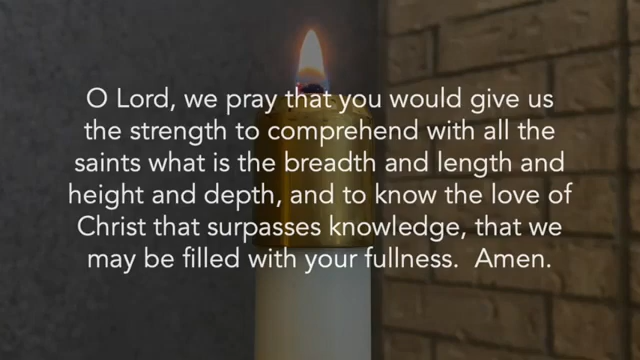 O Lord, we pray that you would give us
the strength to comprehend with all the
saints what is the breadth and length and
height and depth, and to know the love of
Christ that surpasses knowledge, that we
may be filled with your fullness.  Amen.